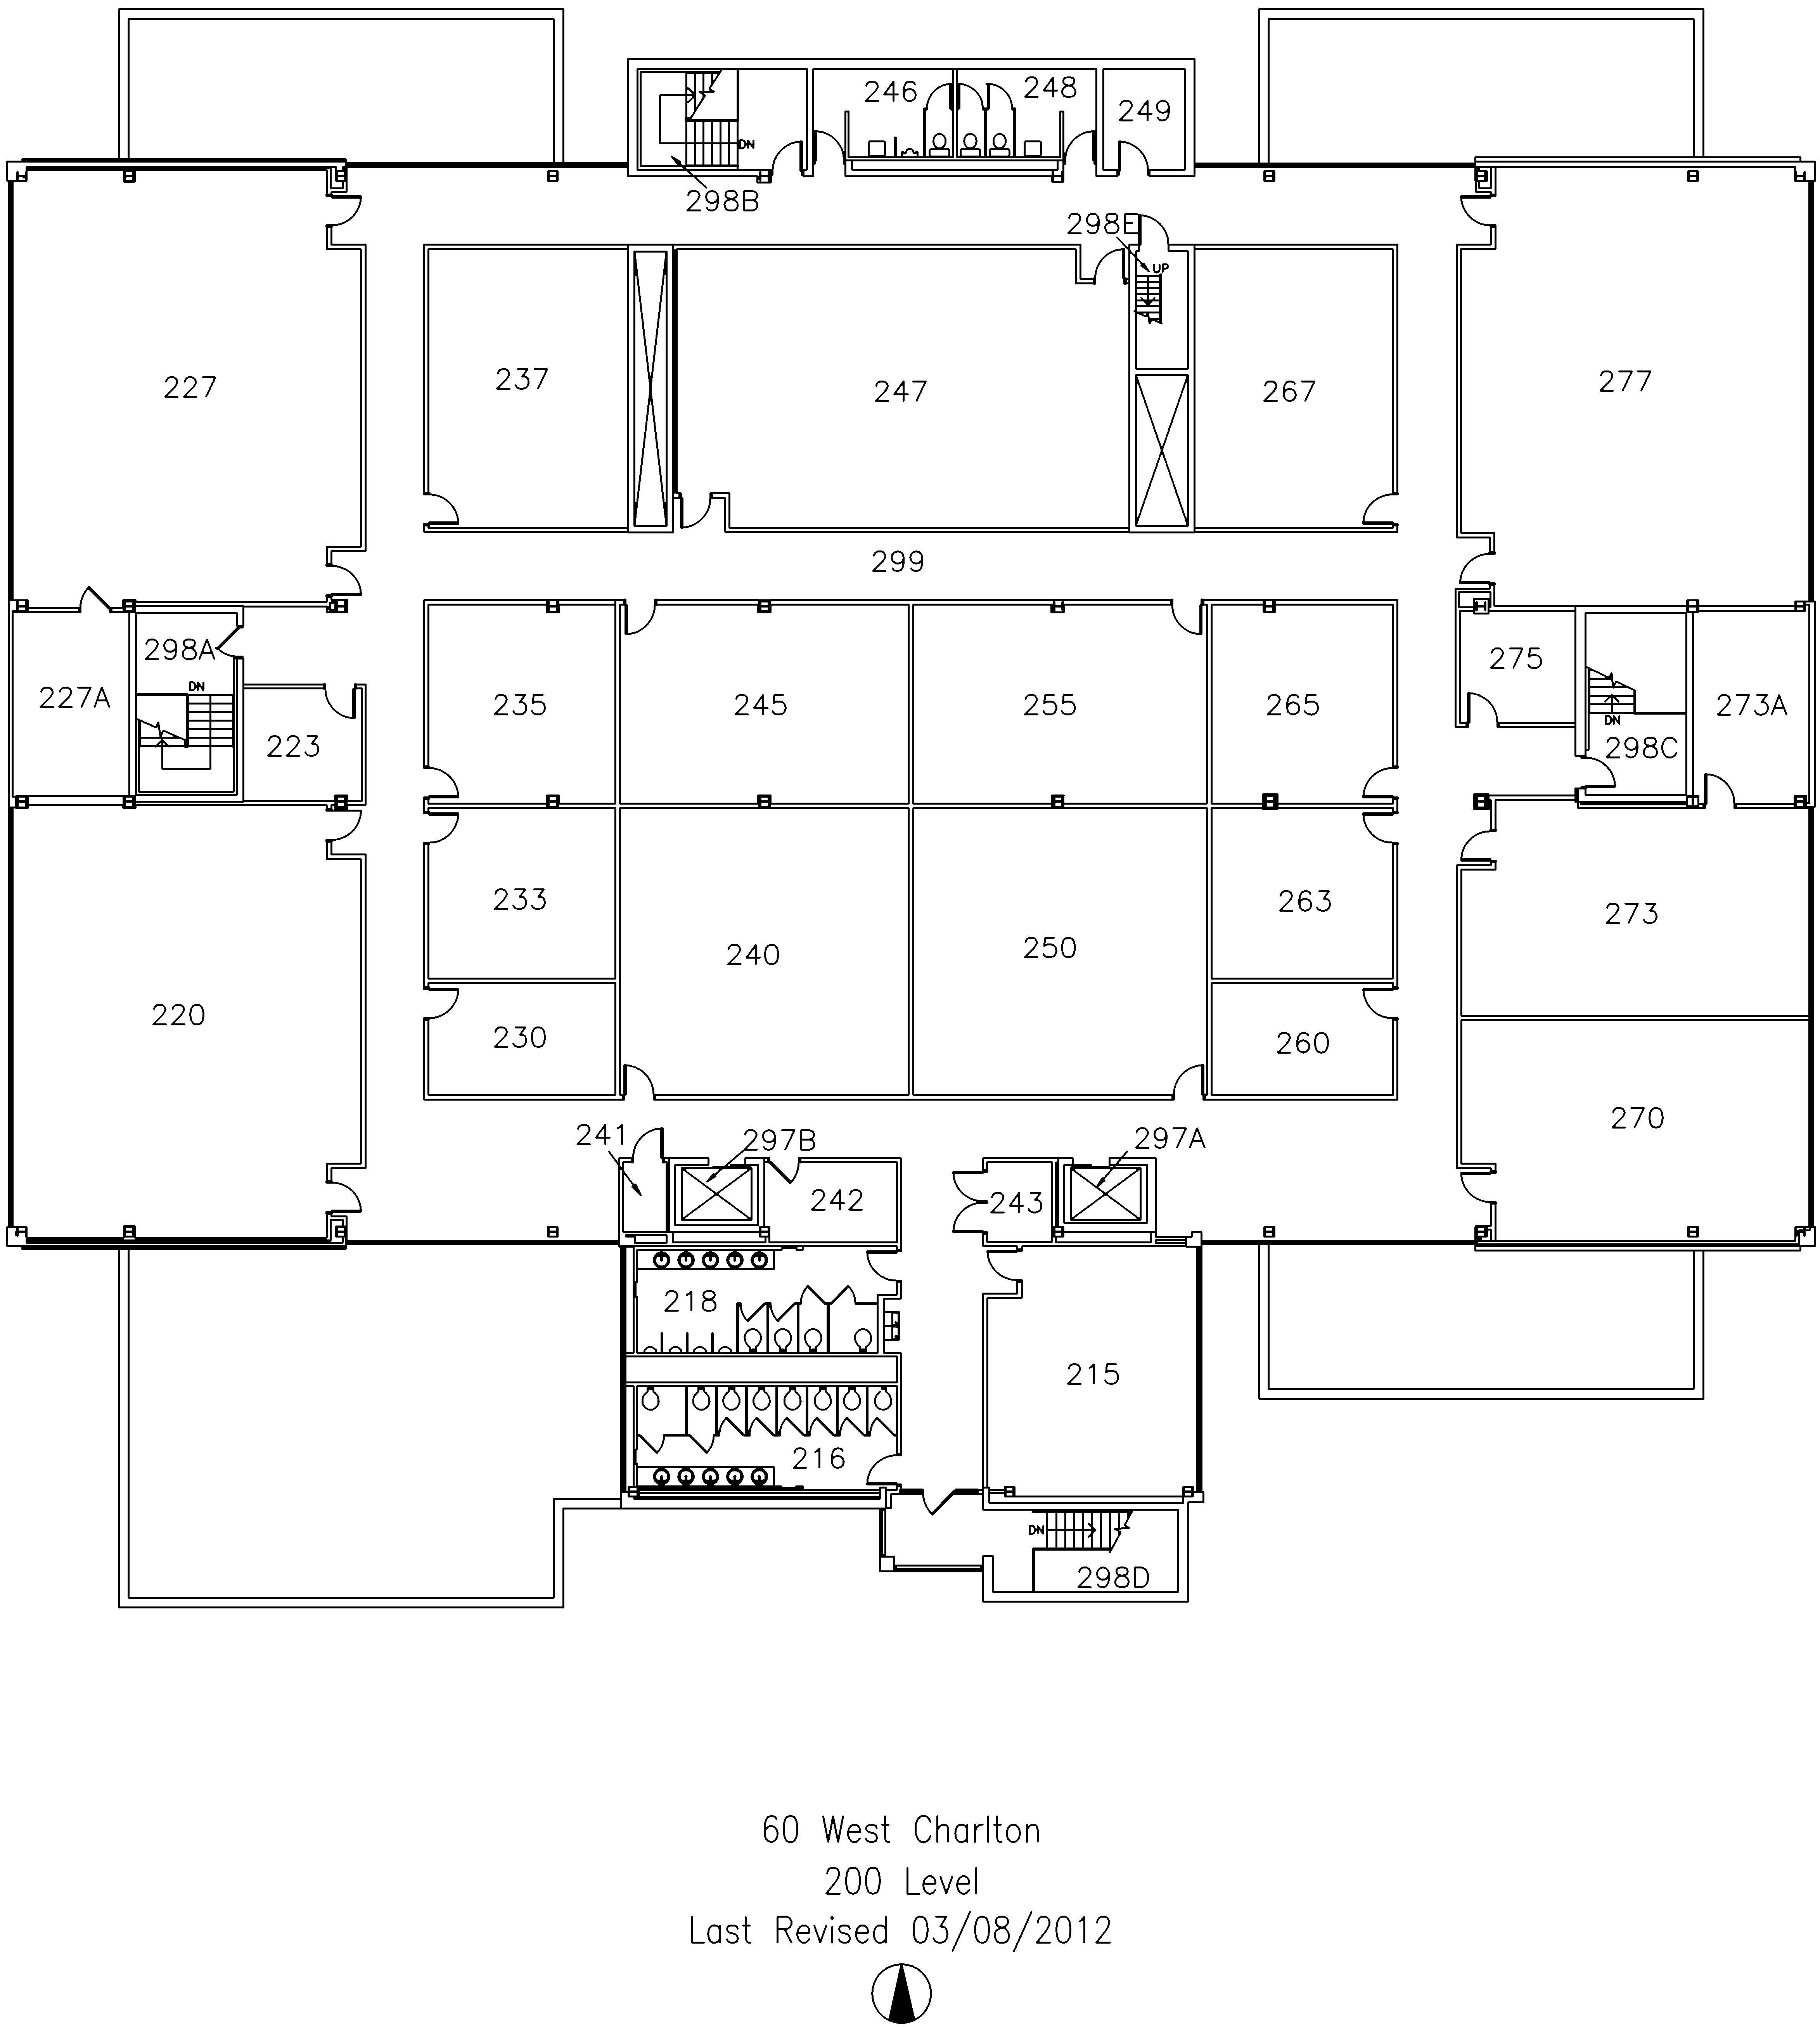 246
248
249
DN
298B
298E
UP
227
237
247
267
277
299
298A
227A
DN
223
235
245
255
265
275
273A
DN
298C
233
240
250
263
273
220
230
260
270
241
297B
297A
242
243
218
215
216
DN
298D
60 West Charlton
200 Level
Last Revised 03/08/2012